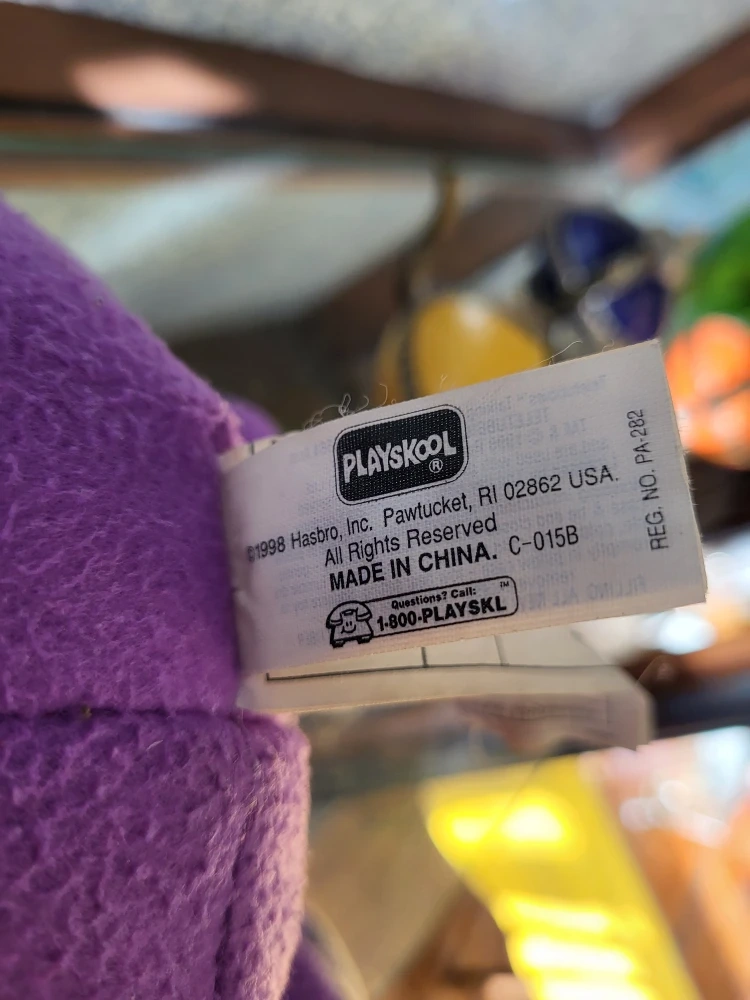 PLAYSKOOL®
©1998 Hasbro, Inc. Pawtucket, RI 02862 USA.
All Rights Reserved
MADE IN CHINA. C-015B
Questions? Call:
1-800-PLAYSKL™
REG. NO. PA-282